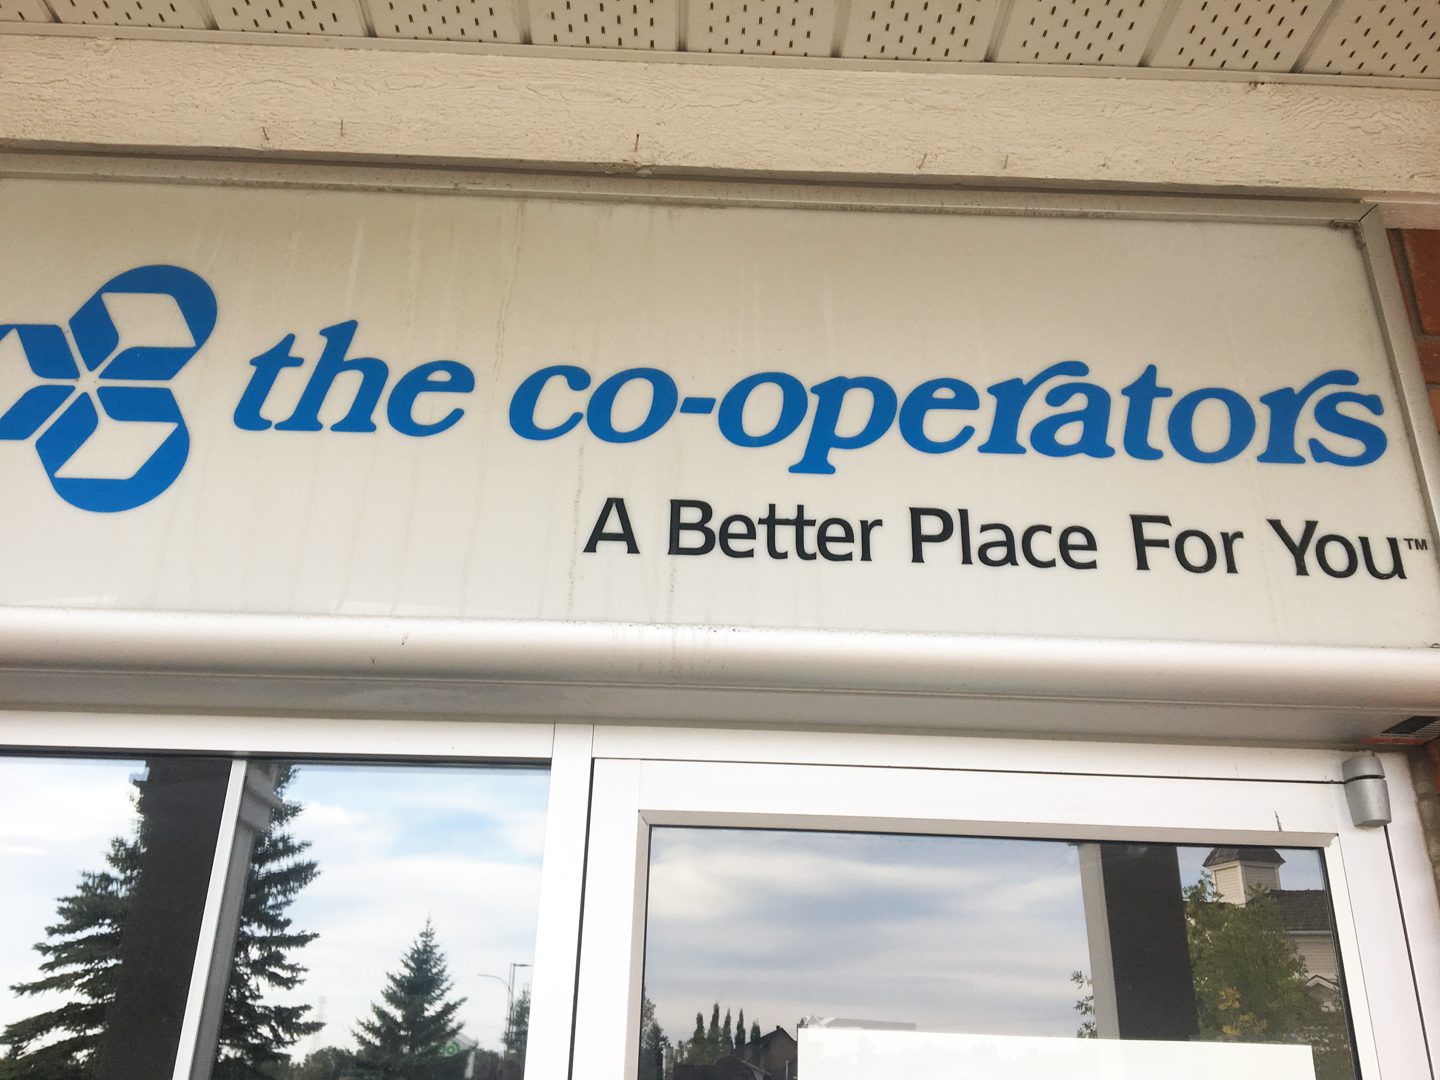 the co-operators
A Better Place For You™